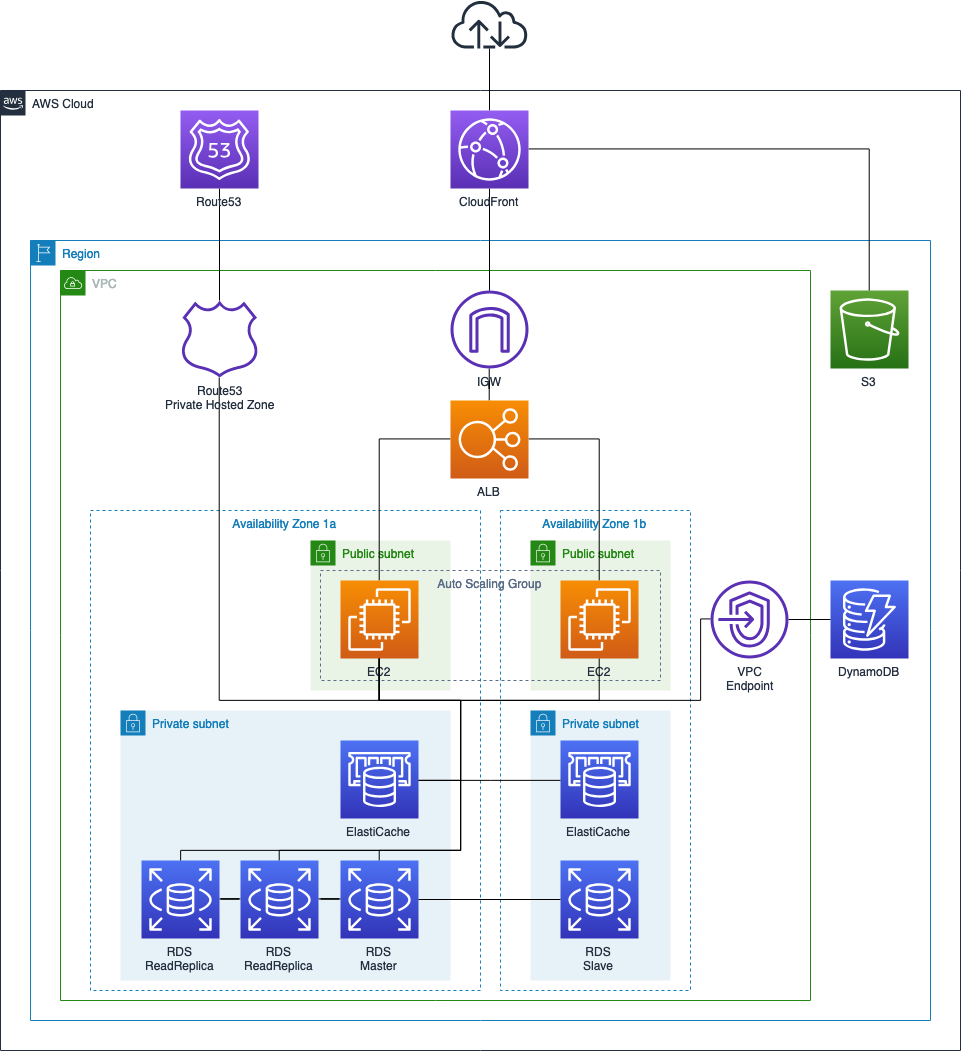 aws
AWS Cloud
53
Route53
CloudFront
Region
VPC
Route53
Private Hosted Zone
IGW
S3
ALB
Availability Zone 1a
Availability Zone 1b
Public subnet
Public subnet
Auto Scaling Group
EC2
EC2
VPC
Endpoint
DynamoDB
Private subnet
Private subnet
ElastiCache
ElastiCache
RDS
ReadReplica
RDS
ReadReplica
RDS
Master
RDS
Slave